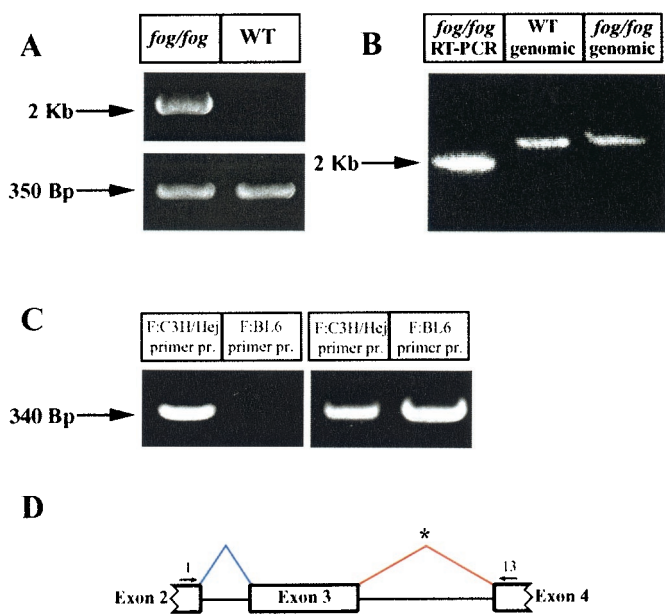 A
fog/fog WT
2 Kb
350 Bp
B
fog/fog RT-PCR
WT genomic
fog/fog genomic
2 Kb
C
F:C3H/Hej primer pr.
F:BL6 primer pr.
F:C3H/Hej primer pr.
F:BL6 primer pr.
340 Bp
D
*
1
13
Exon 2
Exon 3
Exon 4